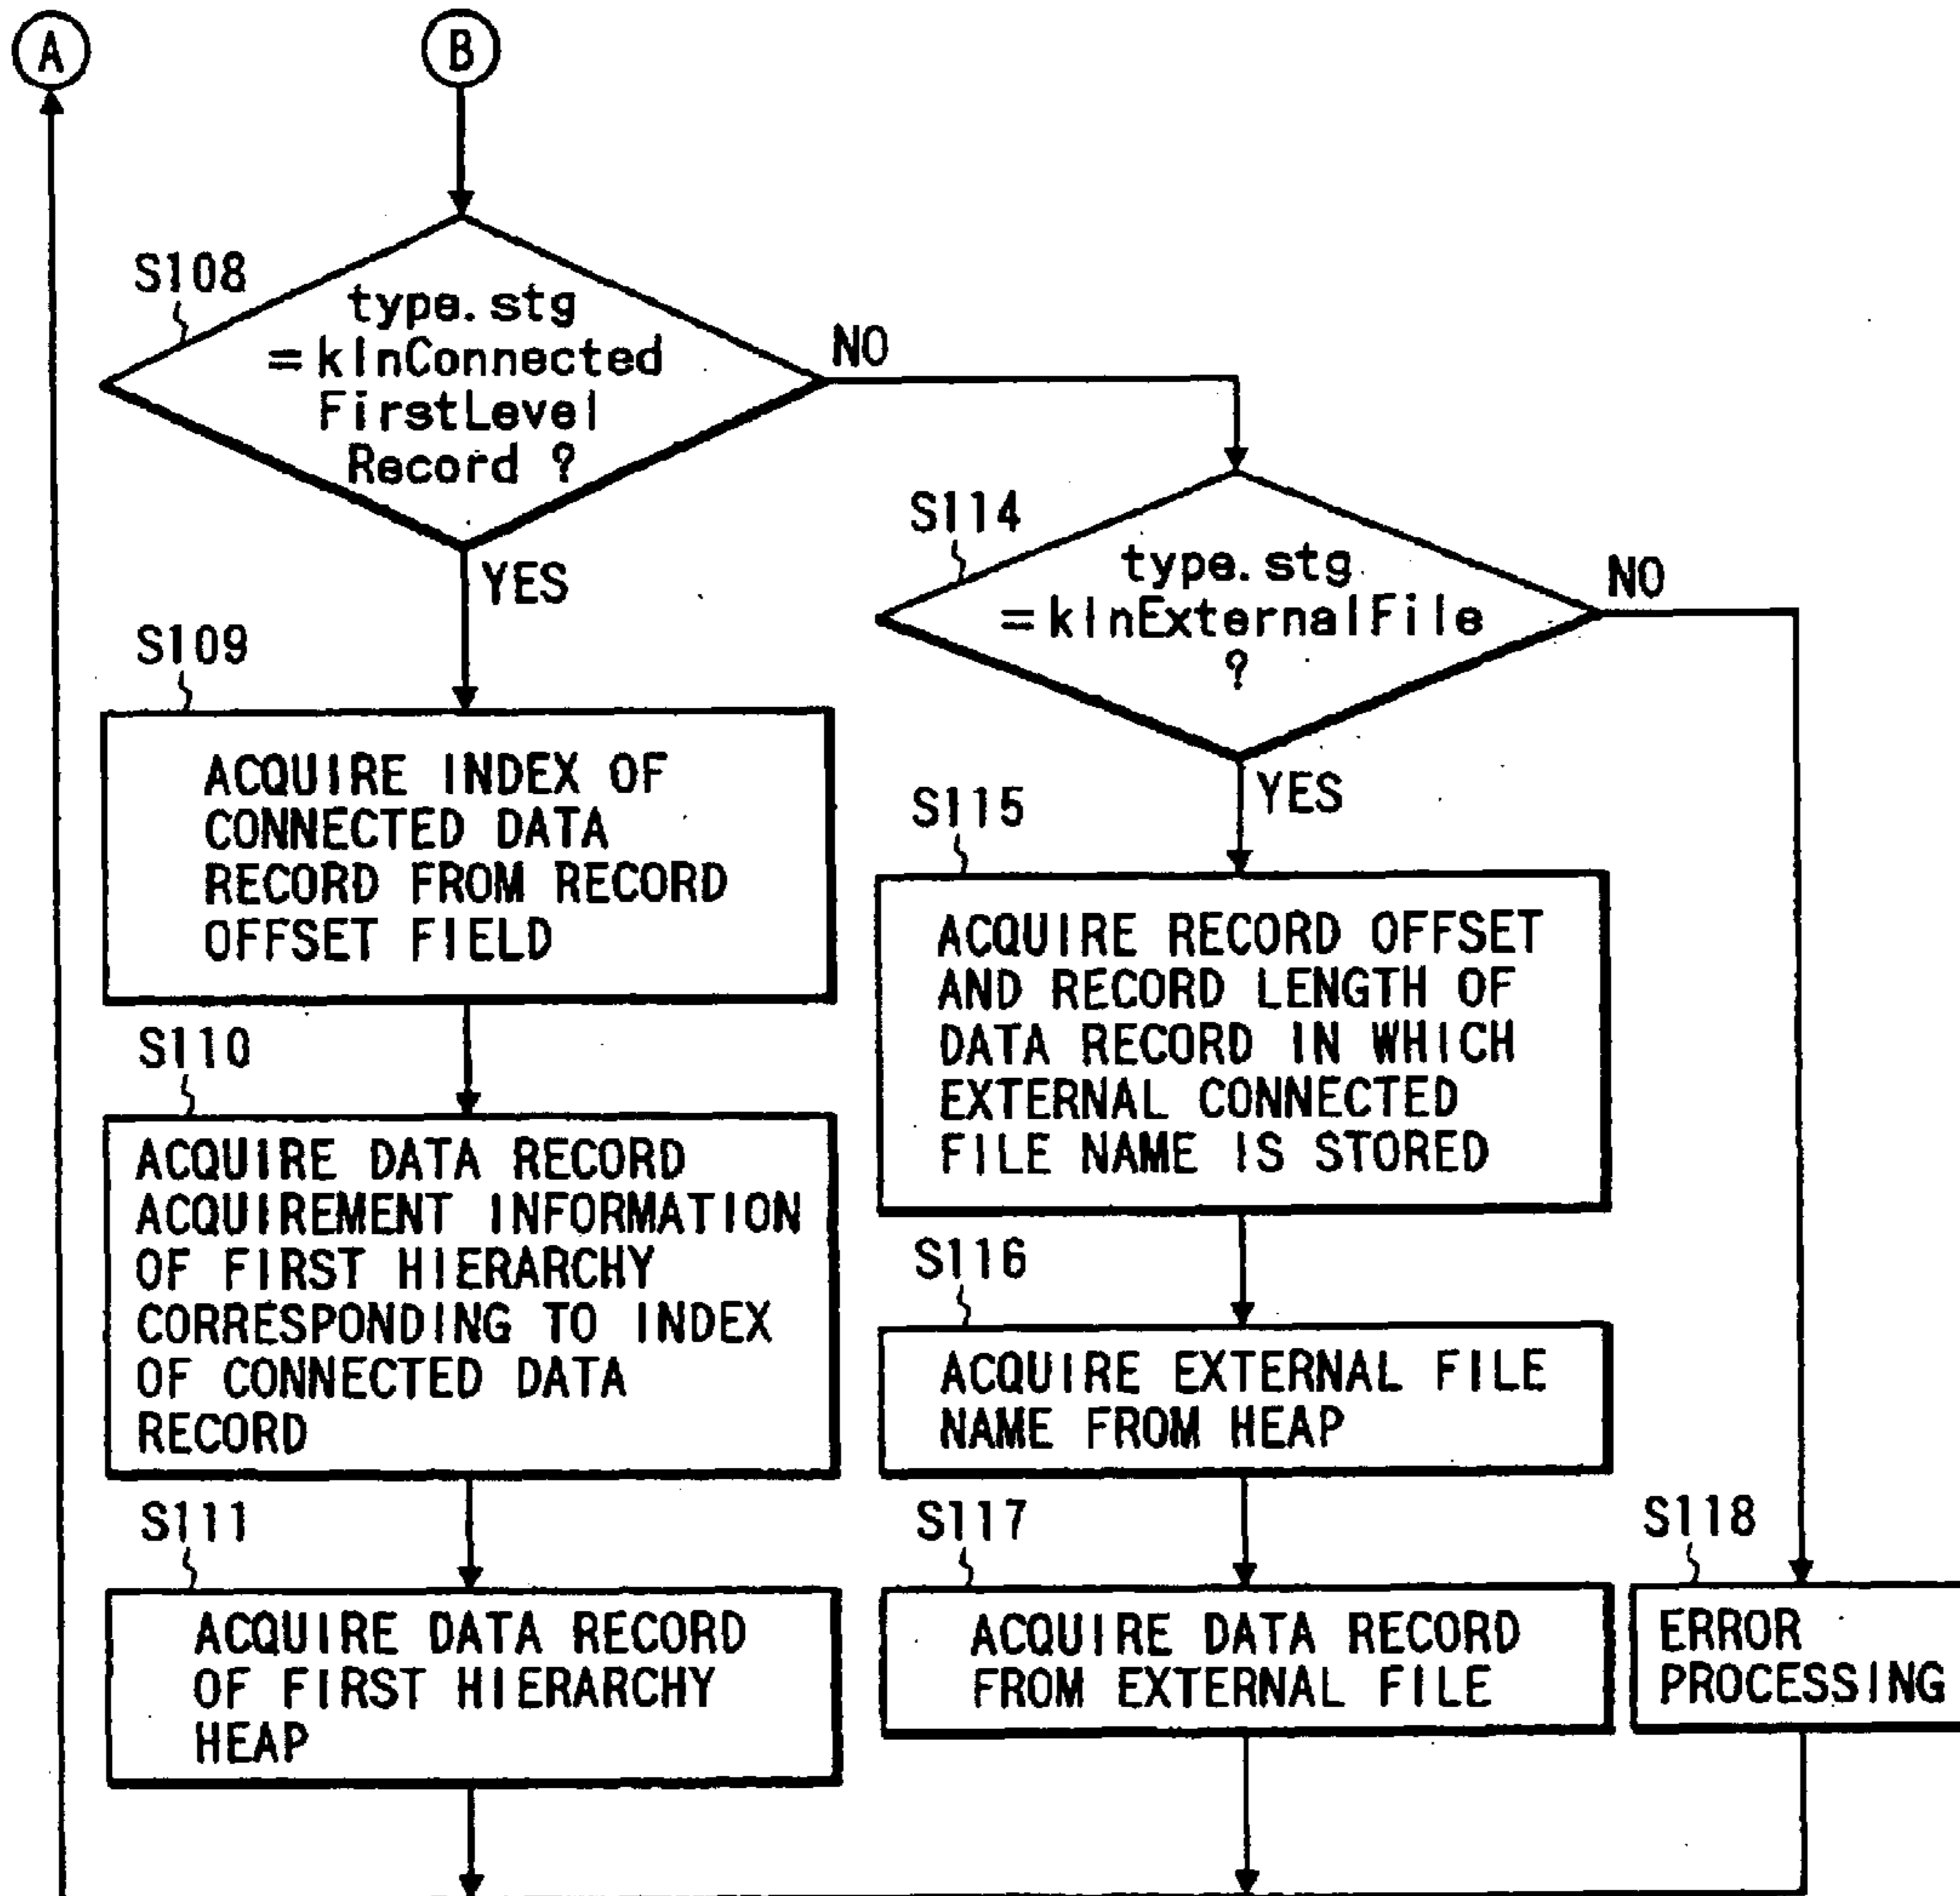 A
B
S108
type.stg
=kInConnected
FirstLevel
Record ?
NO
YES
S109
ACQUIRE INDEX OF
CONNECTED DATA
RECORD FROM RECORD
OFFSET FIELD
S110
ACQUIRE DATA RECORD
ACQUIREMENT INFORMATION
OF FIRST HIERARCHY
CORRESPONDING TO INDEX
OF CONNECTED DATA
RECORD
S111
ACQUIRE DATA RECORD
OF FIRST HIERARCHY
HEAP
S114
type.stg
=kInExternalFile
?
NO
YES
S115
ACQUIRE RECORD OFFSET
AND RECORD LENGTH OF
DATA RECORD IN WHICH
EXTERNAL CONNECTED
FILE NAME IS STORED
S116
ACQUIRE EXTERNAL FILE
NAME FROM HEAP
S117
ACQUIRE DATA RECORD
FROM EXTERNAL FILE
S118
ERROR
PROCESSING